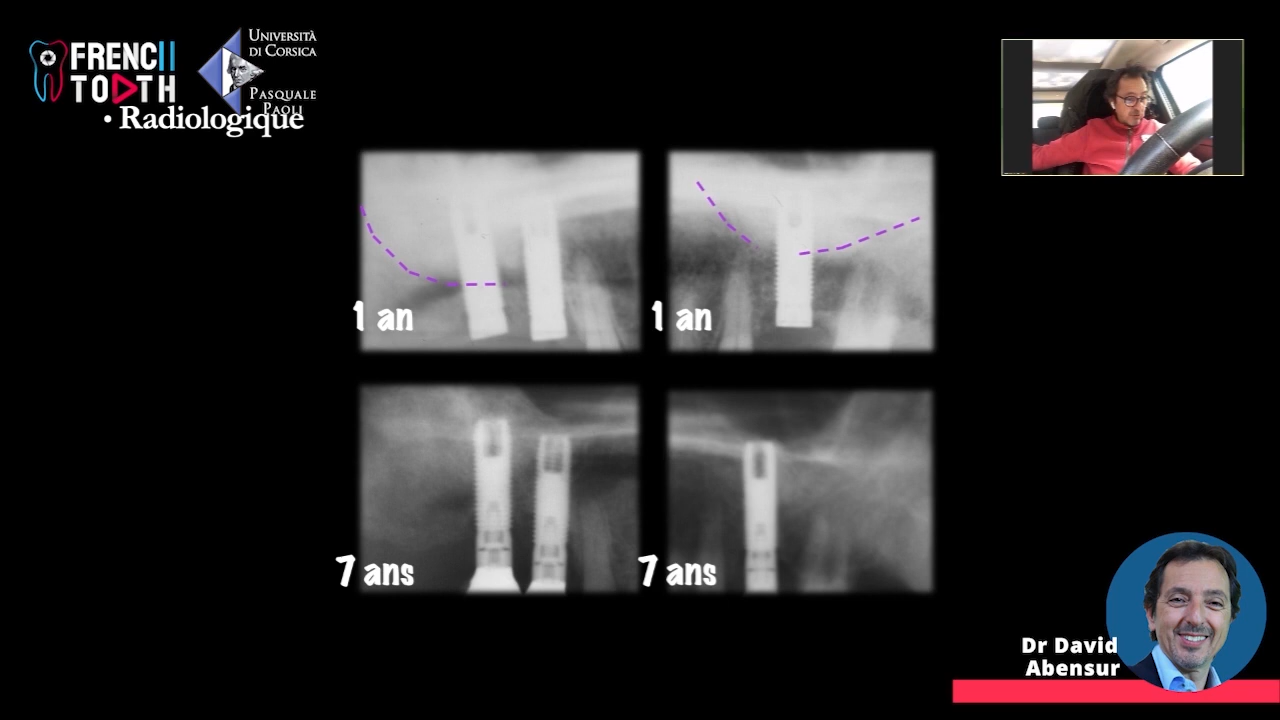 FRENCH
TOOTH
UNIVERSITÀ
DI CORSICA
PASQUALE
PAOLI
• Radiologique
1 an
1 an
7 ans
7 ans
Dr David
Abensur